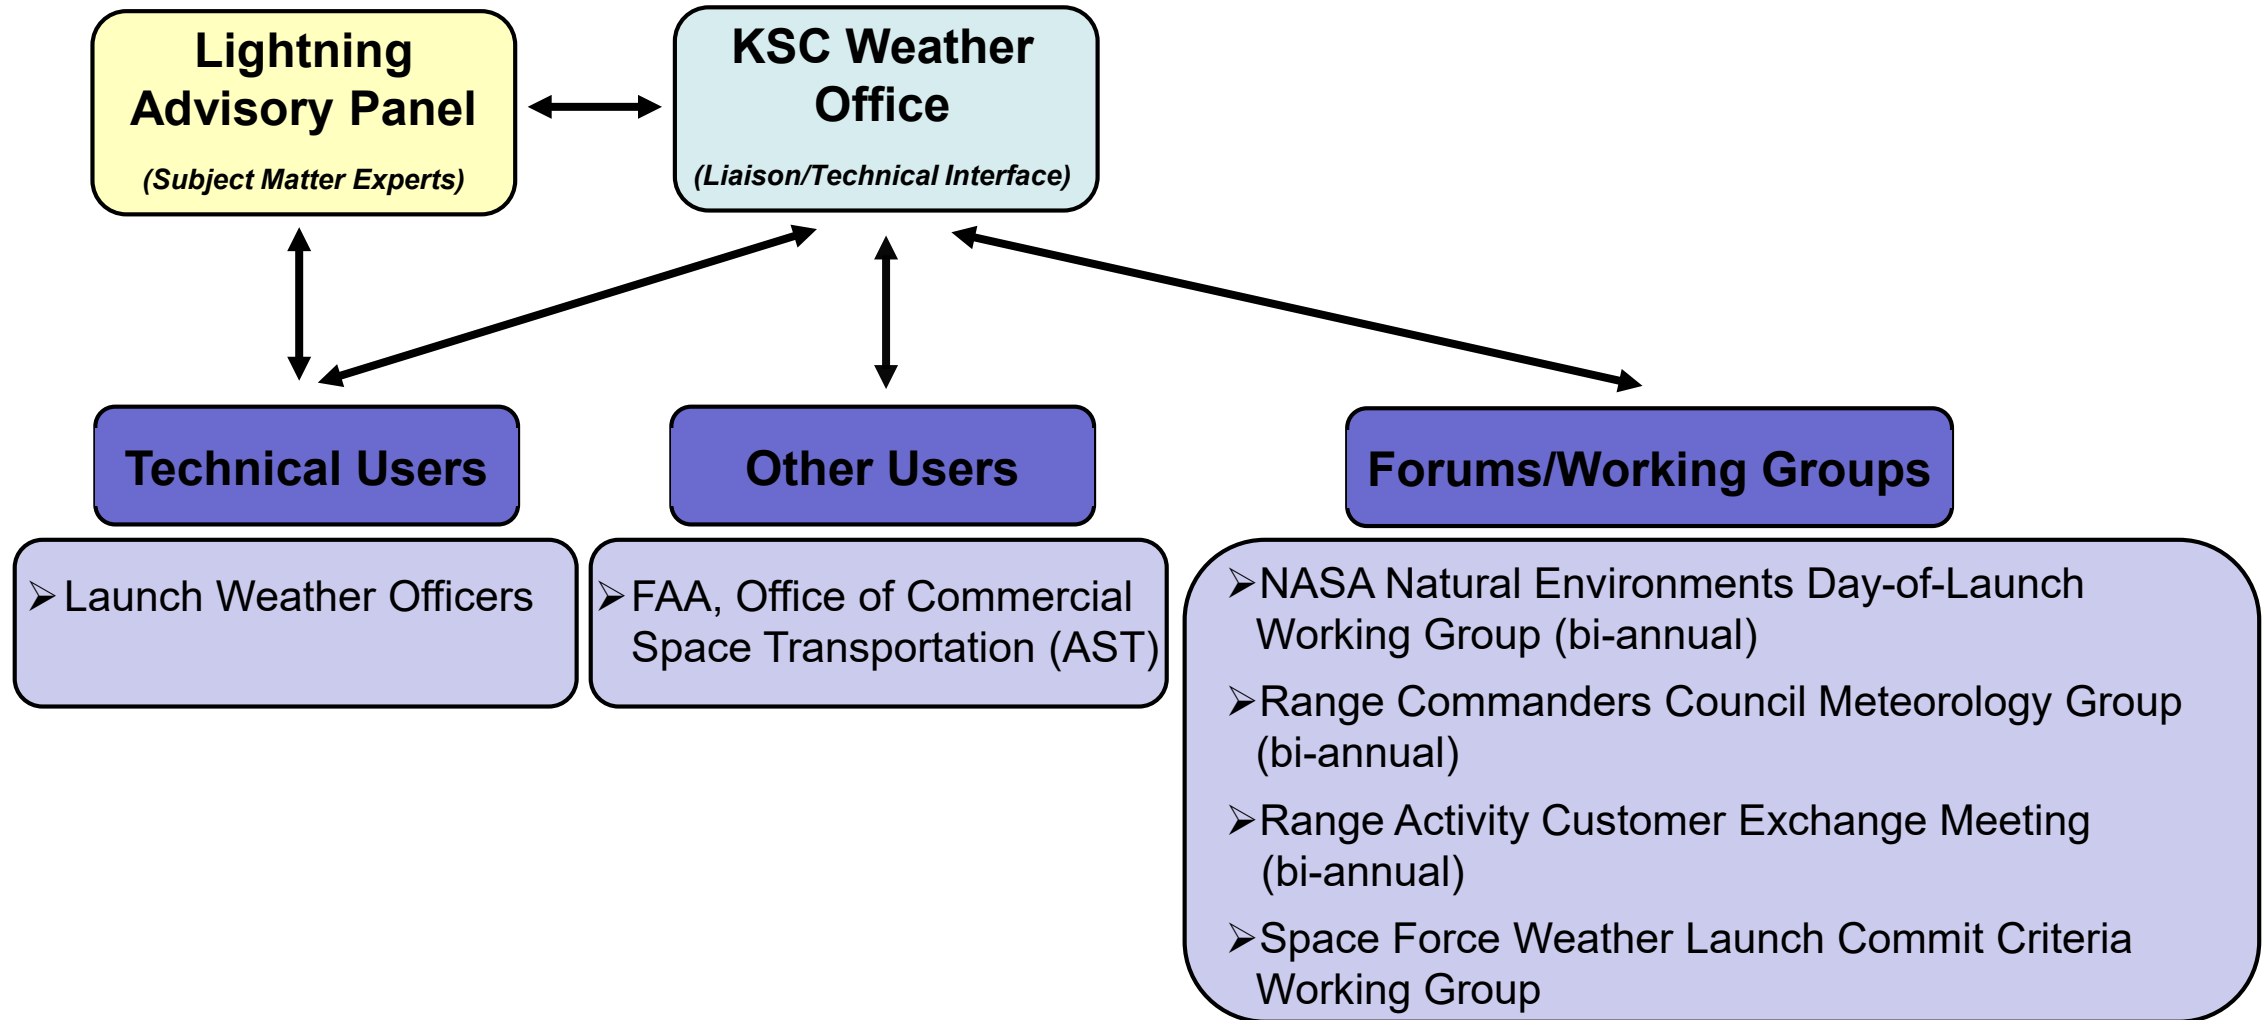 Lightning
Advisory Panel
(Subject Matter Experts)
KSC Weather
Office
(Liaison/Technical Interface)
Technical Users
➢Launch Weather Officers
Other Users
➢FAA, Office of Commercial
Space Transportation (AST)
Forums/Working Groups
➢NASA Natural Environments Day-of-Launch
Working Group (bi-annual)
➢Range Commanders Council Meteorology Group
(bi-annual)
➢Range Activity Customer Exchange Meeting
(bi-annual)
➢Space Force Weather Launch Commit Criteria
Working Group